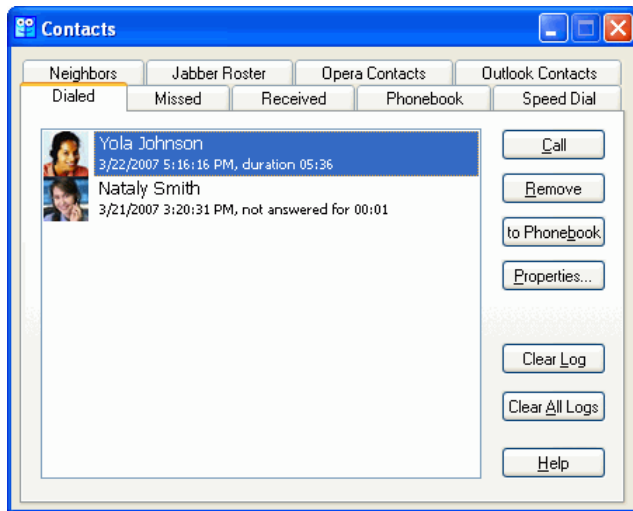 Contacts
Neighbors Jabber Roster Opera Contacts Outlook Contacts
Dialed Missed Received Phonebook Speed Dial
Yola Johnson
3/22/2007 5:16:16 PM, duration 05:36
Nataly Smith
3/21/2007 3:20:31 PM, not answered for 00:01
Call
Remove
to Phonebook
Properties...
Clear Log
Clear All Logs
Help